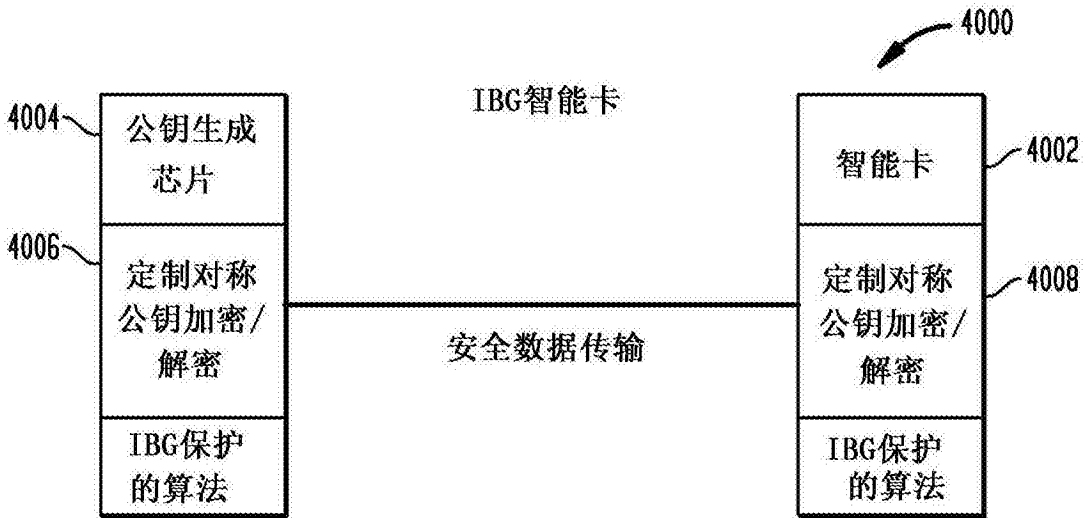 4000
IBG智能卡
4004
公钥生成
芯片
智能卡
4002
4006
定制对称
公钥加密/
解密
定制对称
公钥加密/
解密
4008
安全数据传输
IBG保护
的算法
IBG保护
的算法